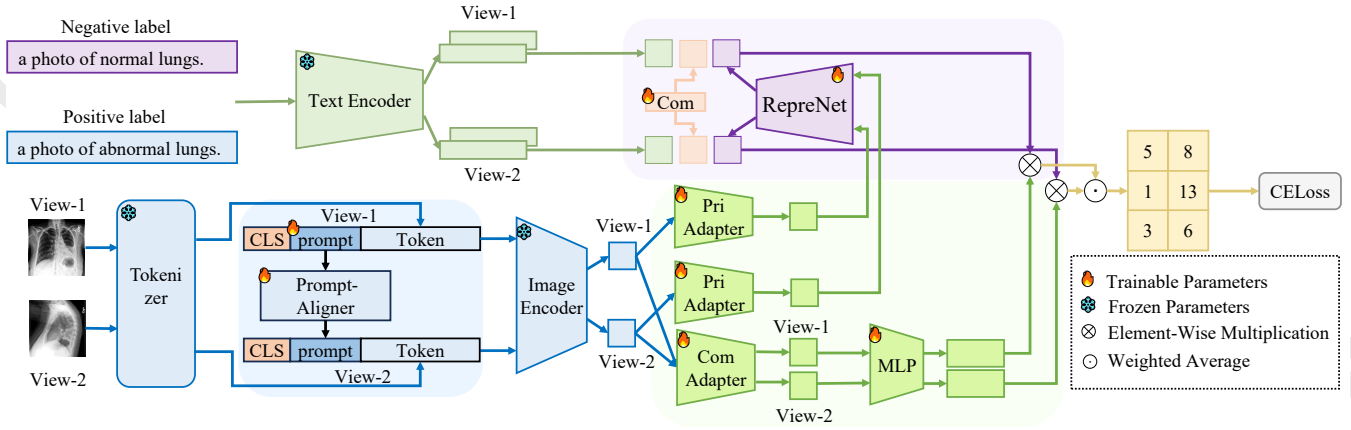 Negative label
a photo of normal lungs.
Positive label
a photo of abnormal lungs.
View-1
View-2
Text Encoder
View-1
View-2
Com
RepreNet
Tokeni
zer
View-1
CLS prompt Token
Prompt-
Aligner
CLS prompt Token
View-2
Image
Encoder
View-1
View-2
Pri
Adapter
Pri
Adapter
Com
Adapter
View-1
View-2
MLP
5 8
1 13
3 6
CELoss
Trainable Parameters
Frozen Parameters
Element-Wise Multiplication
Weighted Average